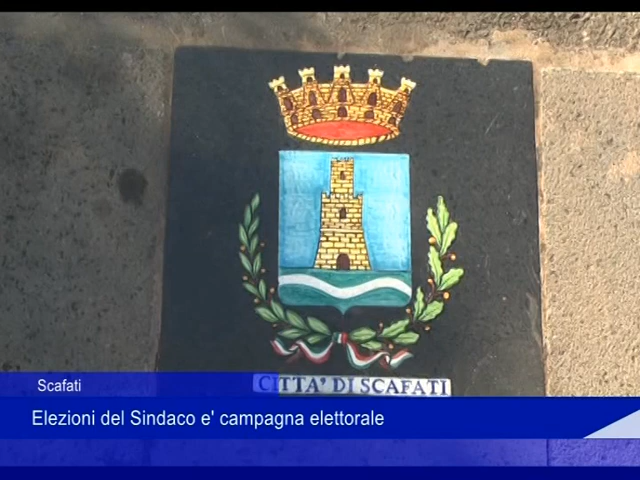 CITTA' DI SCAFATI
Scafati
Elezioni del Sindaco e' campagna elettorale